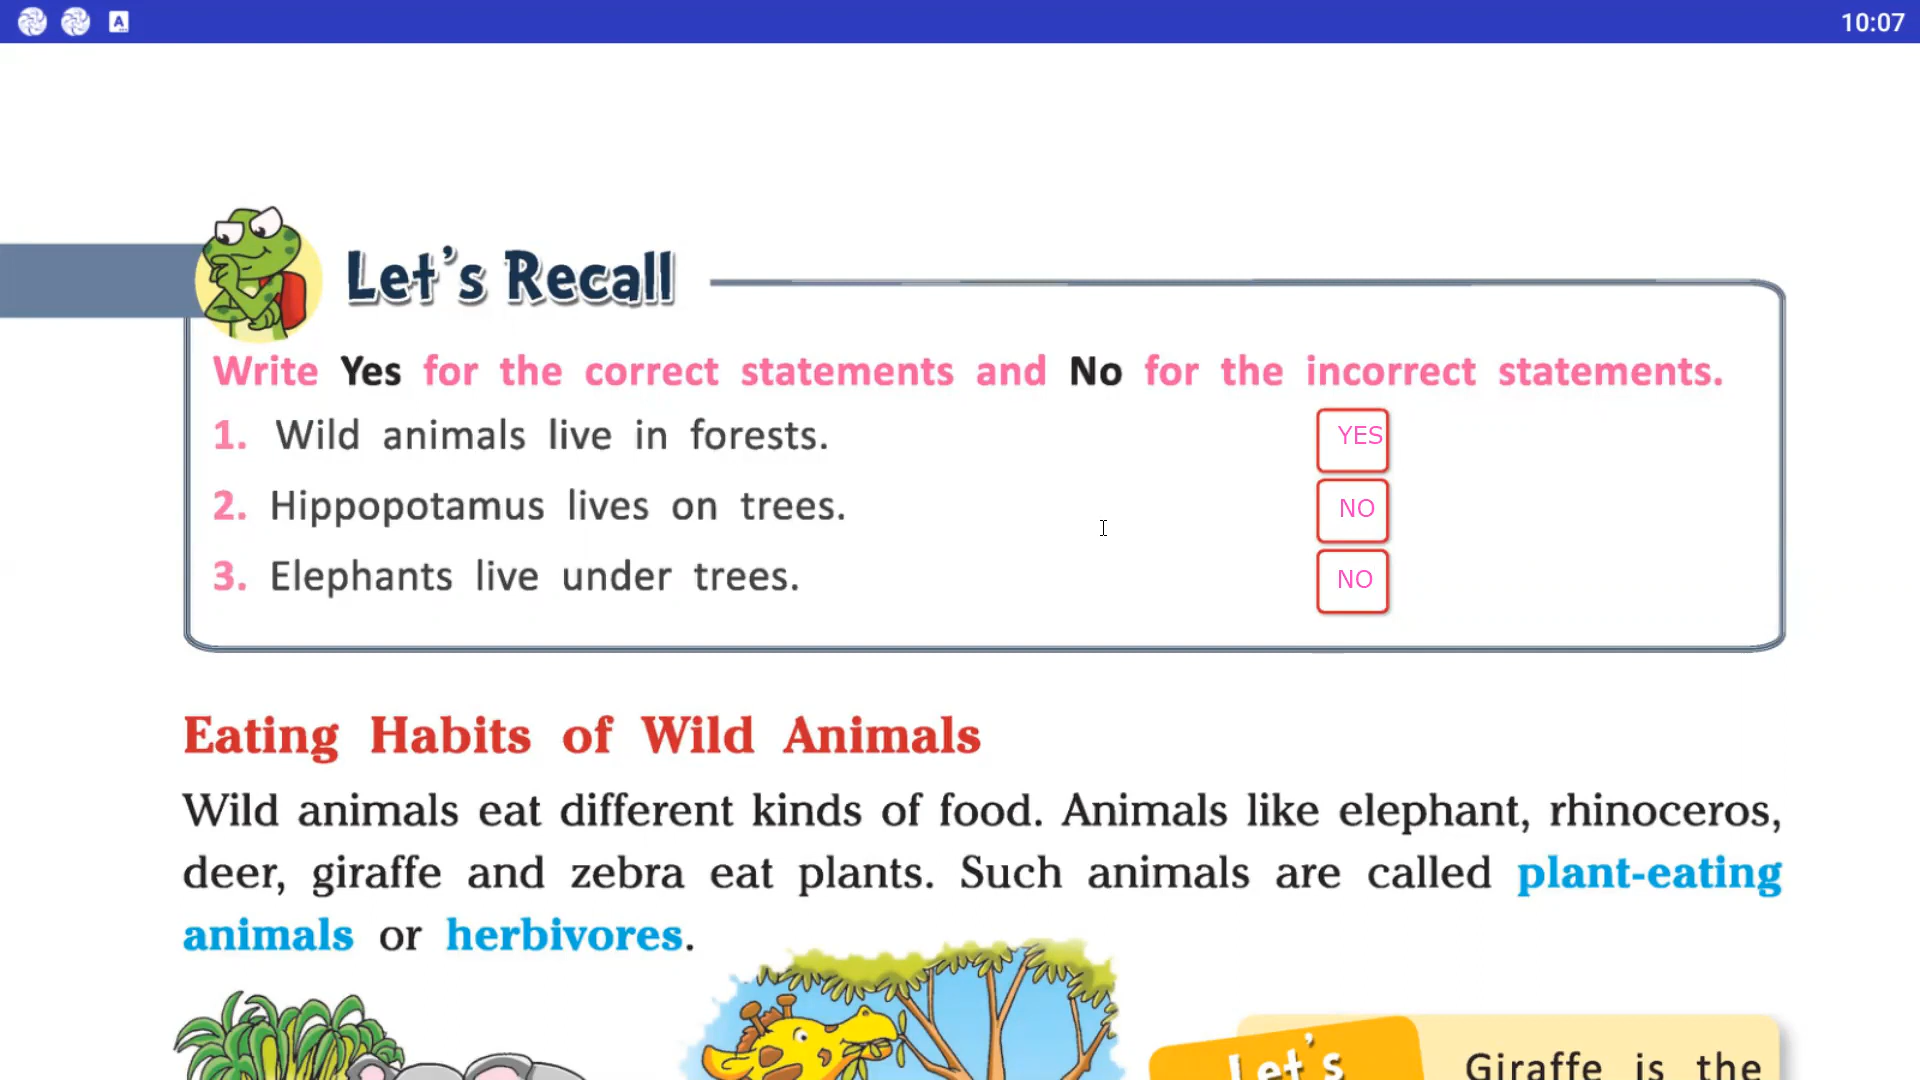 A
10:07
Let's Recall
Write Yes for the correct statements and No for the incorrect statements.
1. Wild animals live in forests. YES
2. Hippopotamus lives on trees. NO
3. Elephants live under trees. NO
Eating Habits of Wild Animals
Wild animals eat different kinds of food. Animals like elephant, rhinoceros,
deer, giraffe and zebra eat plants. Such animals are called plant-eating
animals or herbivores.
Let's
Giraffe is the